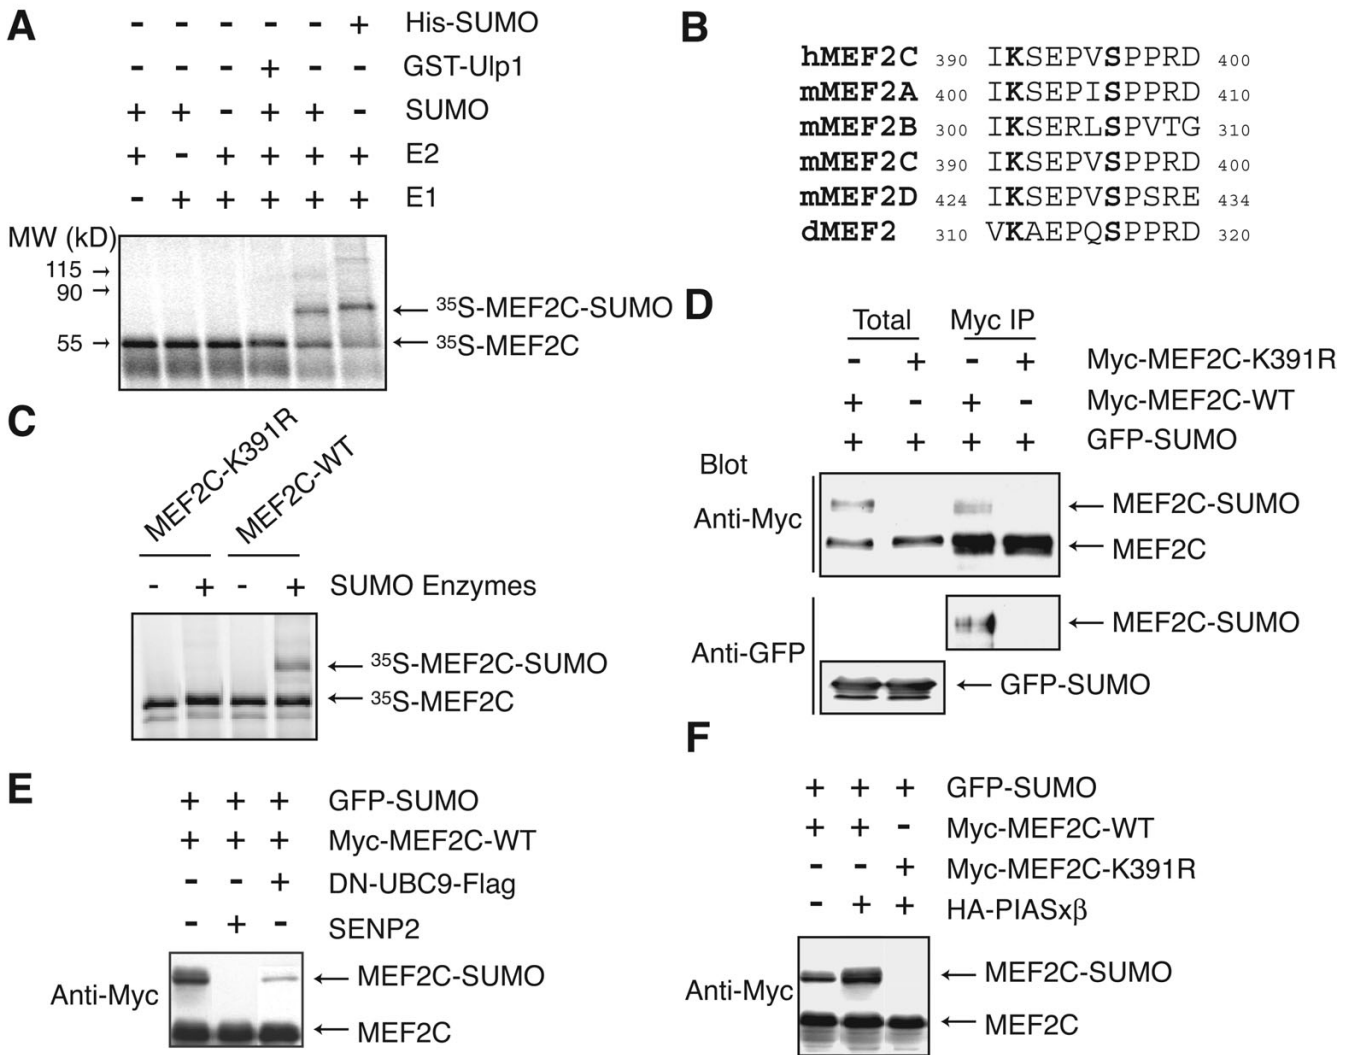 A
- - - - - + His-SUMO
- - - + - - GST-Ulp1
+ + - + + - SUMO
+ - + + + + E2
- + + + + + E1
MW (kD)
115 →
90 →
55 →
← ³⁵S-MEF2C-SUMO
← ³⁵S-MEF2C
B
hMEF2C 390 IKSEPVSPPRD 400
mMEF2A 400 IKSEPISPPRD 410
mMEF2B 300 IKSERLSPVTG 310
mMEF2C 390 IKSEPVSPPRD 400
mMEF2D 424 IKSEPVSPSRE 434
dMEF2 310 VKAEPQSPPRD 320
C
MEF2C-K391R
MEF2C-WT
- + - + SUMO Enzymes
← ³⁵S-MEF2C-SUMO
← ³⁵S-MEF2C
D
Total Myc IP
- + - + Myc-MEF2C-K391R
+ - + - Myc-MEF2C-WT
+ + + + GFP-SUMO
Blot
Anti-Myc
← MEF2C-SUMO
← MEF2C
Anti-GFP
← MEF2C-SUMO
← GFP-SUMO
E
+ + + GFP-SUMO
+ + + Myc-MEF2C-WT
- - + DN-UBC9-Flag
- + - SENP2
Anti-Myc
← MEF2C-SUMO
← MEF2C
F
+ + + GFP-SUMO
+ + - Myc-MEF2C-WT
- - + Myc-MEF2C-K391R
- + + HA-PIASxβ
Anti-Myc
← MEF2C-SUMO
← MEF2C